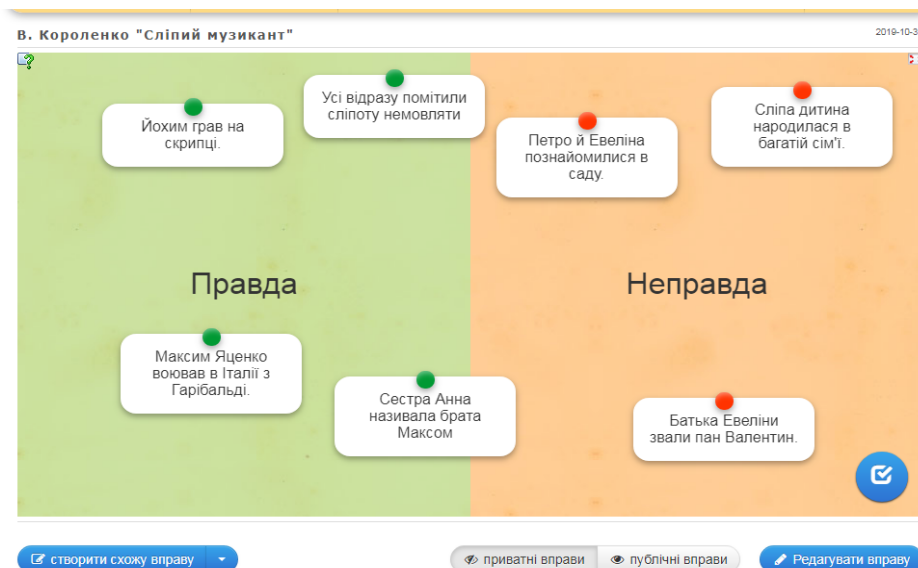 В. Короленко "Сліпий музикант"
2019-10-3
Йохим грав на
скрипці.
Усі відразу помітили
сліпоту немовляти
Петро й Евеліна
познайомилися в
саду.
Сліпа дитина
народилася в
багатій сім'ї.
Правда
Неправда
Максим Яценко
воював в Італії з
Гарібальді.
Сестра Анна
називала брата
Максом
Батька Евеліни
звали пан Валентин.
створити схожу вправу
приватні вправи
публічні вправи
Редагувати вправу